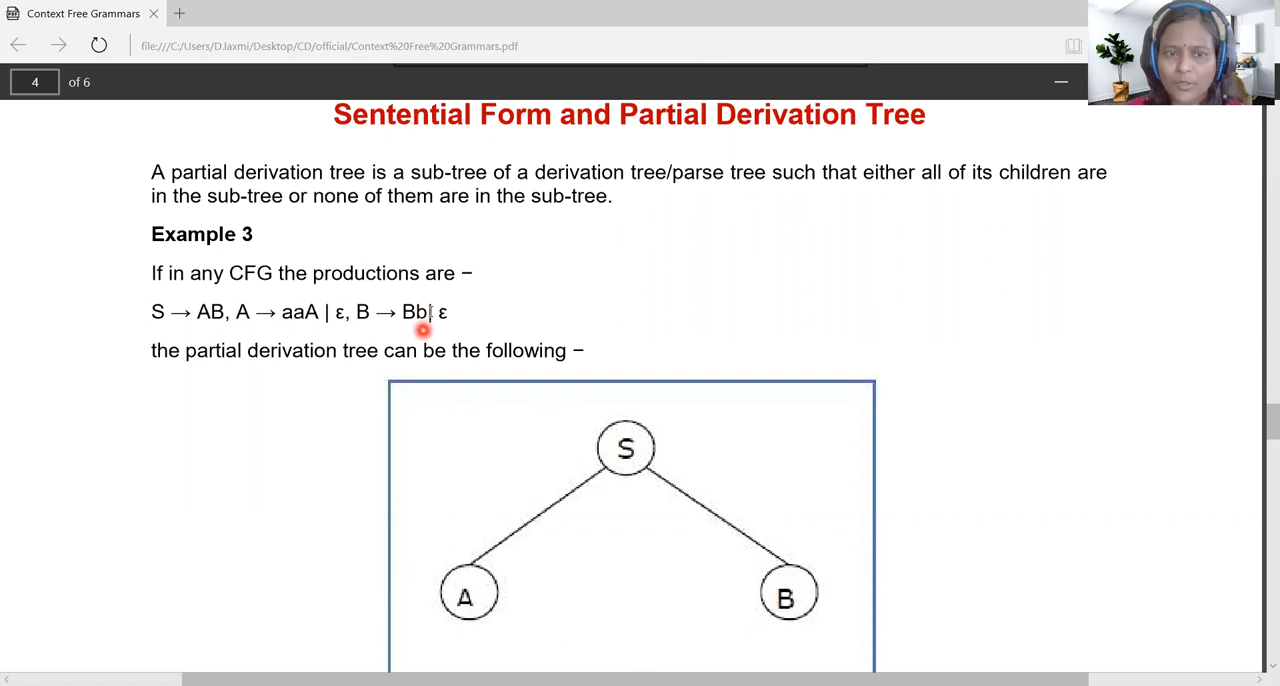 Context Free Grammars
file:///C:/Users/D.laxmi/Desktop/CD/official/Context%20Free%20Grammars.pdf
4 of 6
Sentential Form and Partial Derivation Tree
A partial derivation tree is a sub-tree of a derivation tree/parse tree such that either all of its children are
in the sub-tree or none of them are in the sub-tree.
Example 3
If in any CFG the productions are −
S → AB, A → aaA | ε, B → Bb| ε
the partial derivation tree can be the following −
S
A B